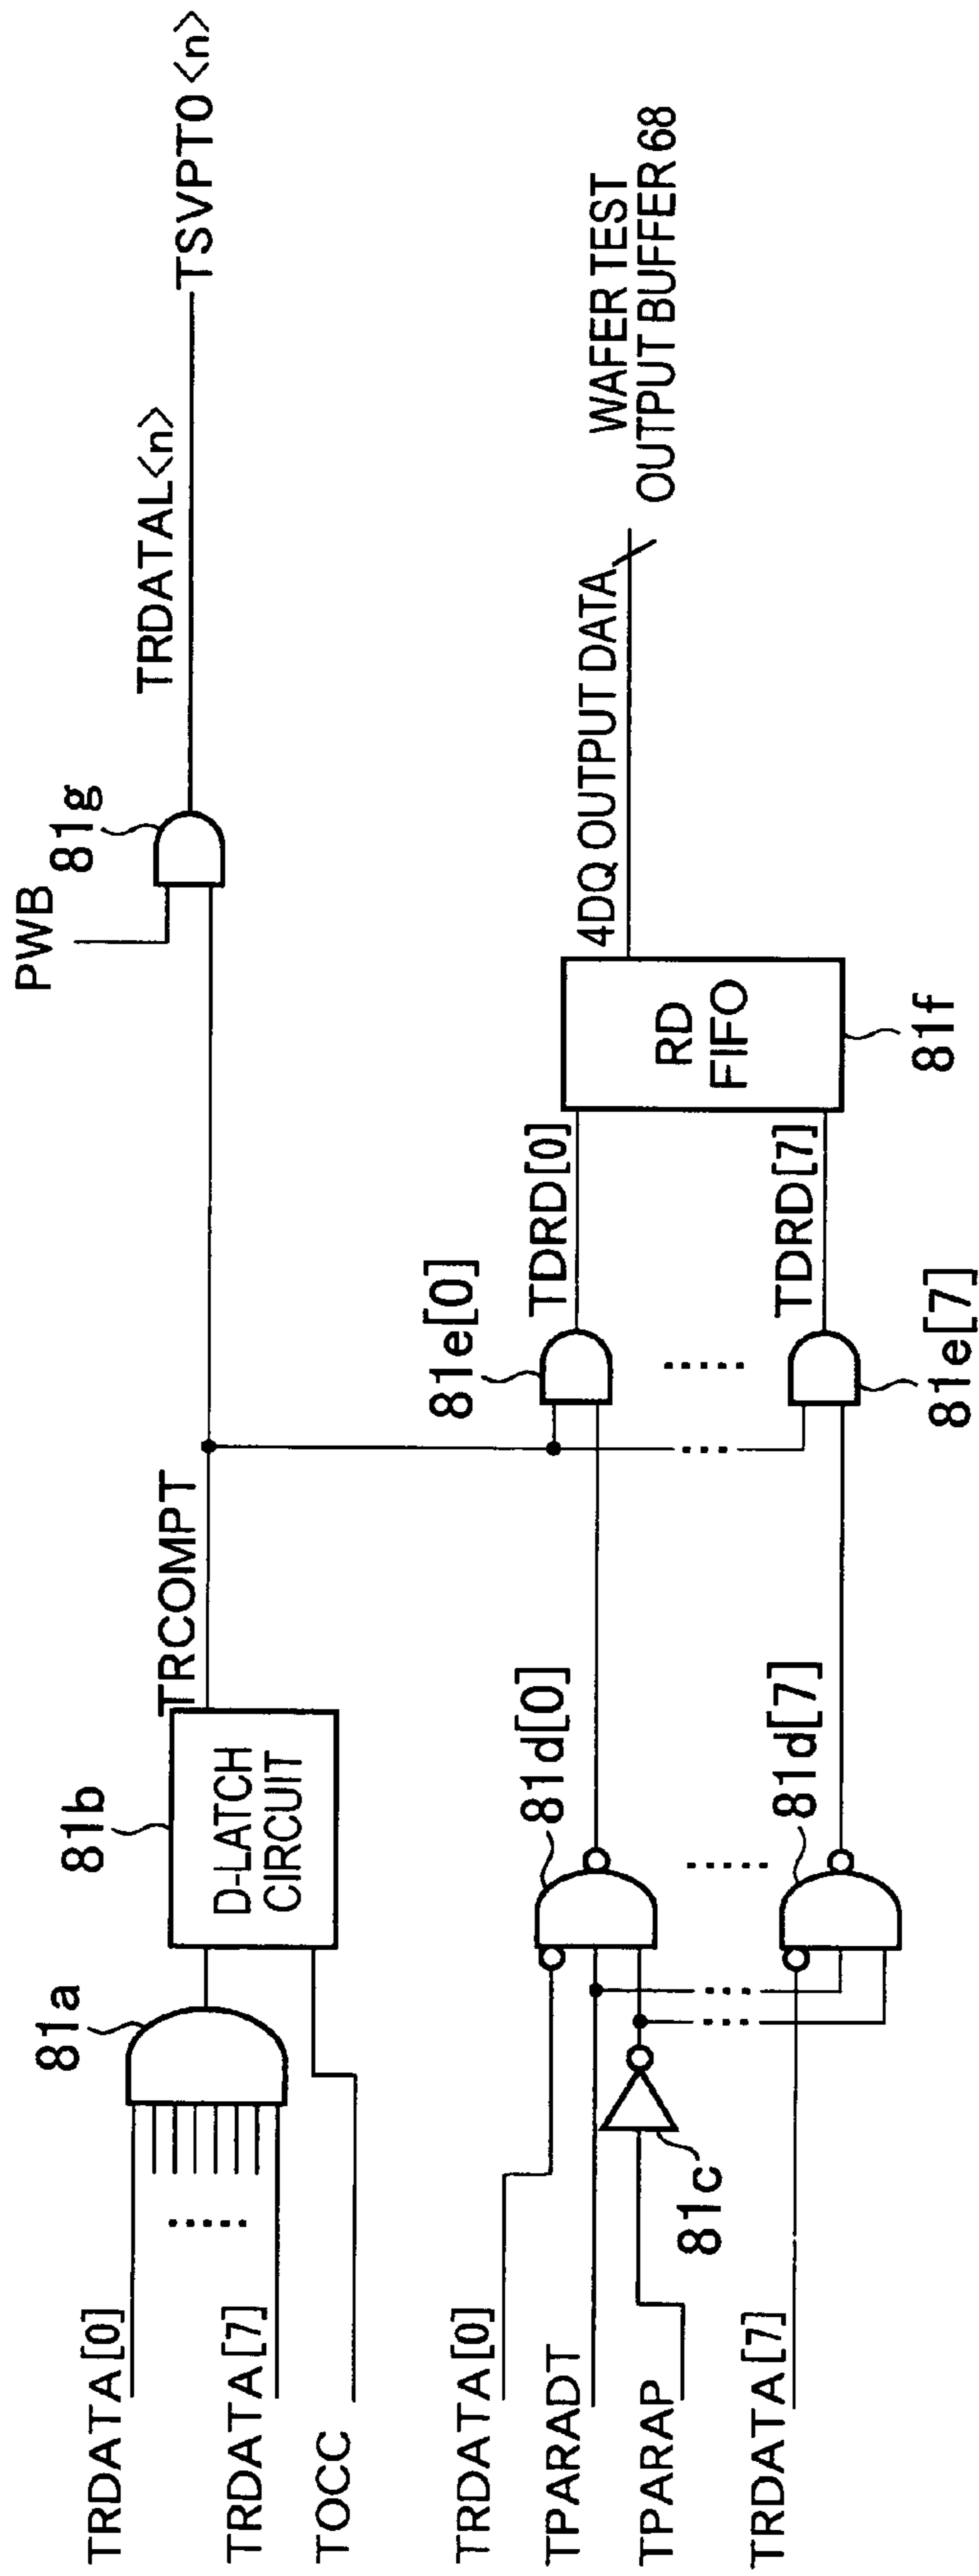 TRDATA[0]
TRDATA[7]
TOCC
81a
81b
D-LATCH
CIRCUIT
TRCOMPT
PWB
81g
TRDATAL<n>
TSVPT0<n>
TRDATA[0]
TPARADT
TPARAP
TRDATA[7]
81c
81d[0]
81d[7]
81e[0]
81e[7]
TDRD[0]
TDRD[7]
RD
FIFO
81f
4DQ OUTPUT DATA
WAFER TEST
OUTPUT BUFFER 68